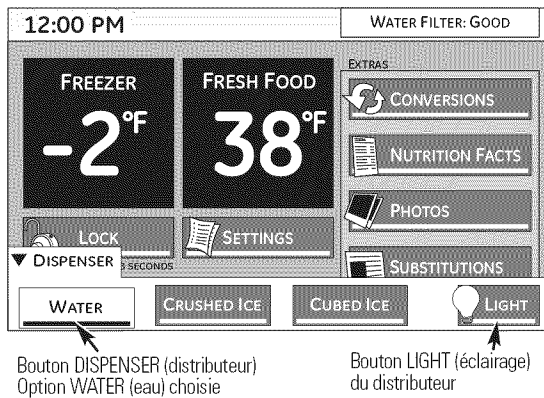 12:00 PM
WATER FILTER: GOOD
FREEZER
-2°F
FRESH FOOD
38°F
EXTRAS
CONVERSIONS
NUTRITION FACTS
PHOTOS
SUBSTITUTIONS
LOCK
3 SECONDS
SETTINGS
▼ DISPENSER
WATER
CRUSHED ICE
CUBED ICE
LIGHT
Bouton DISPENSER (distributeur)
Option WATER (eau) choisie
Bouton LIGHT (éclairage)
du distributeur